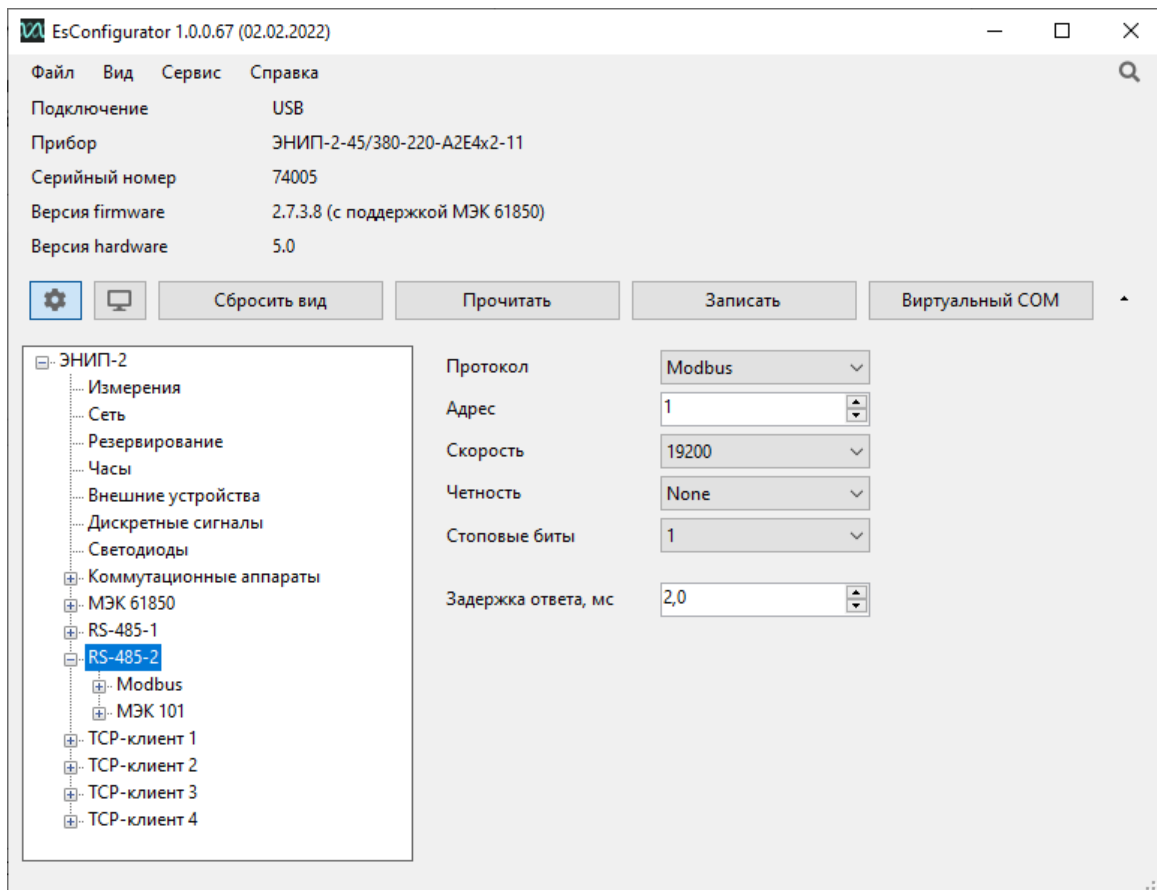 EsConfigurator 1.0.0.67 (02.02.2022)
Файл Вид Сервис Справка
Подключение USB
Прибор ЭНИП-2-45/380-220-A2E4x2-11
Серийный номер 74005
Версия firmware 2.7.3.8 (с поддержкой МЭК 61850)
Версия hardware 5.0
Сбросить вид Прочитать Записать Виртуальный COM
ЭНИП-2
Измерения
Сеть
Резервирование
Часы
Внешние устройства
Дискретные сигналы
Светодиоды
Коммутационные аппараты
МЭК 61850
RS-485-1
RS-485-2
Modbus
МЭК 101
TCP-клиент 1
TCP-клиент 2
TCP-клиент 3
TCP-клиент 4
Протокол Modbus
Адрес 1
Скорость 19200
Четность None
Стоповые биты 1
Задержка ответа, мс 2,0